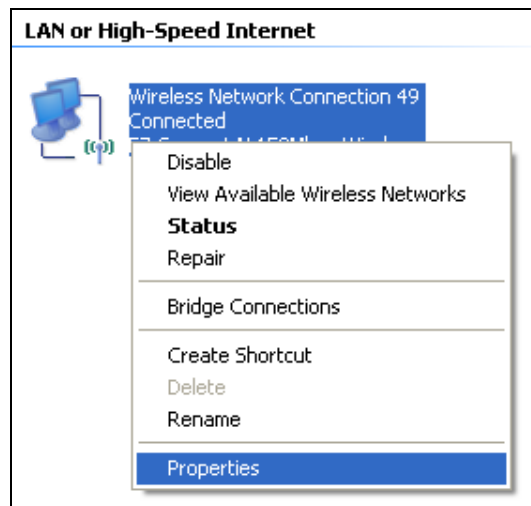 LAN or High-Speed Internet
Wireless Network Connection 49
Connected
Disable
View Available Wireless Networks
Status
Repair
Bridge Connections
Create Shortcut
Delete
Rename
Properties